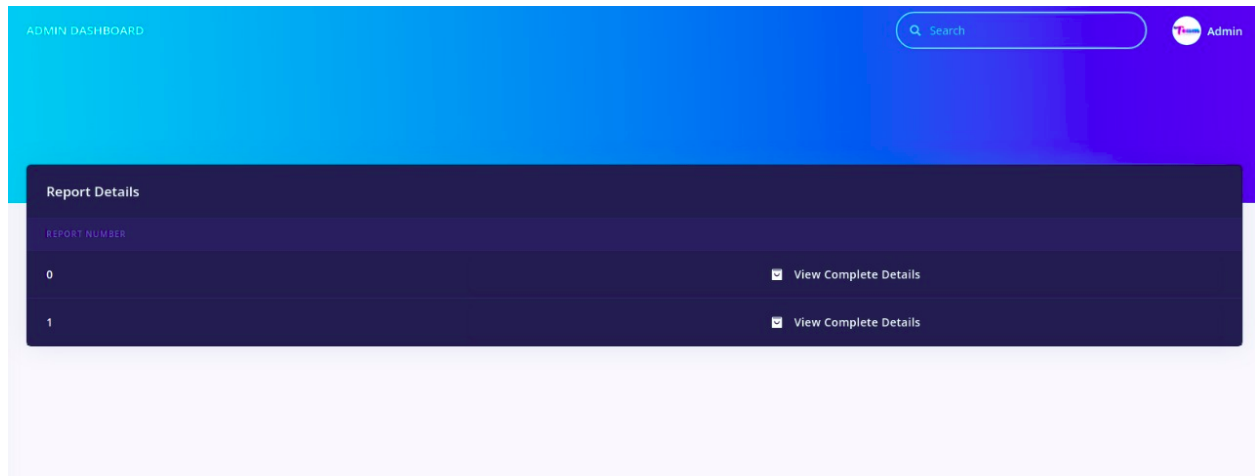 ADMIN DASHBOARD
Search
Admin
Report Details
REPORT NUMBER
0 View Complete Details
1 View Complete Details